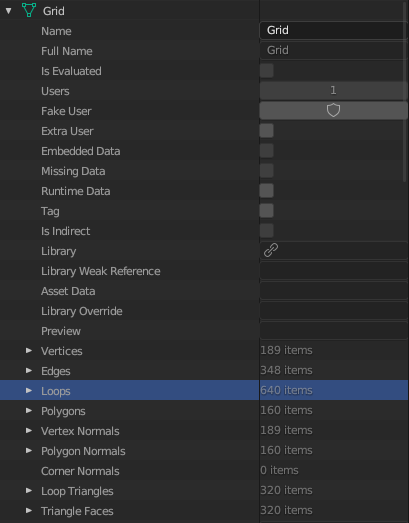 Grid
Name Grid
Full Name Grid
Is Evaluated
Users 1
Fake User
Extra User
Embedded Data
Missing Data
Runtime Data
Tag
Is Indirect
Library
Library Weak Reference
Asset Data
Library Override
Preview
Vertices 189 items
Edges 348 items
Loops 640 items
Polygons 160 items
Vertex Normals 189 items
Polygon Normals 160 items
Corner Normals 0 items
Loop Triangles 320 items
Triangle Faces 320 items